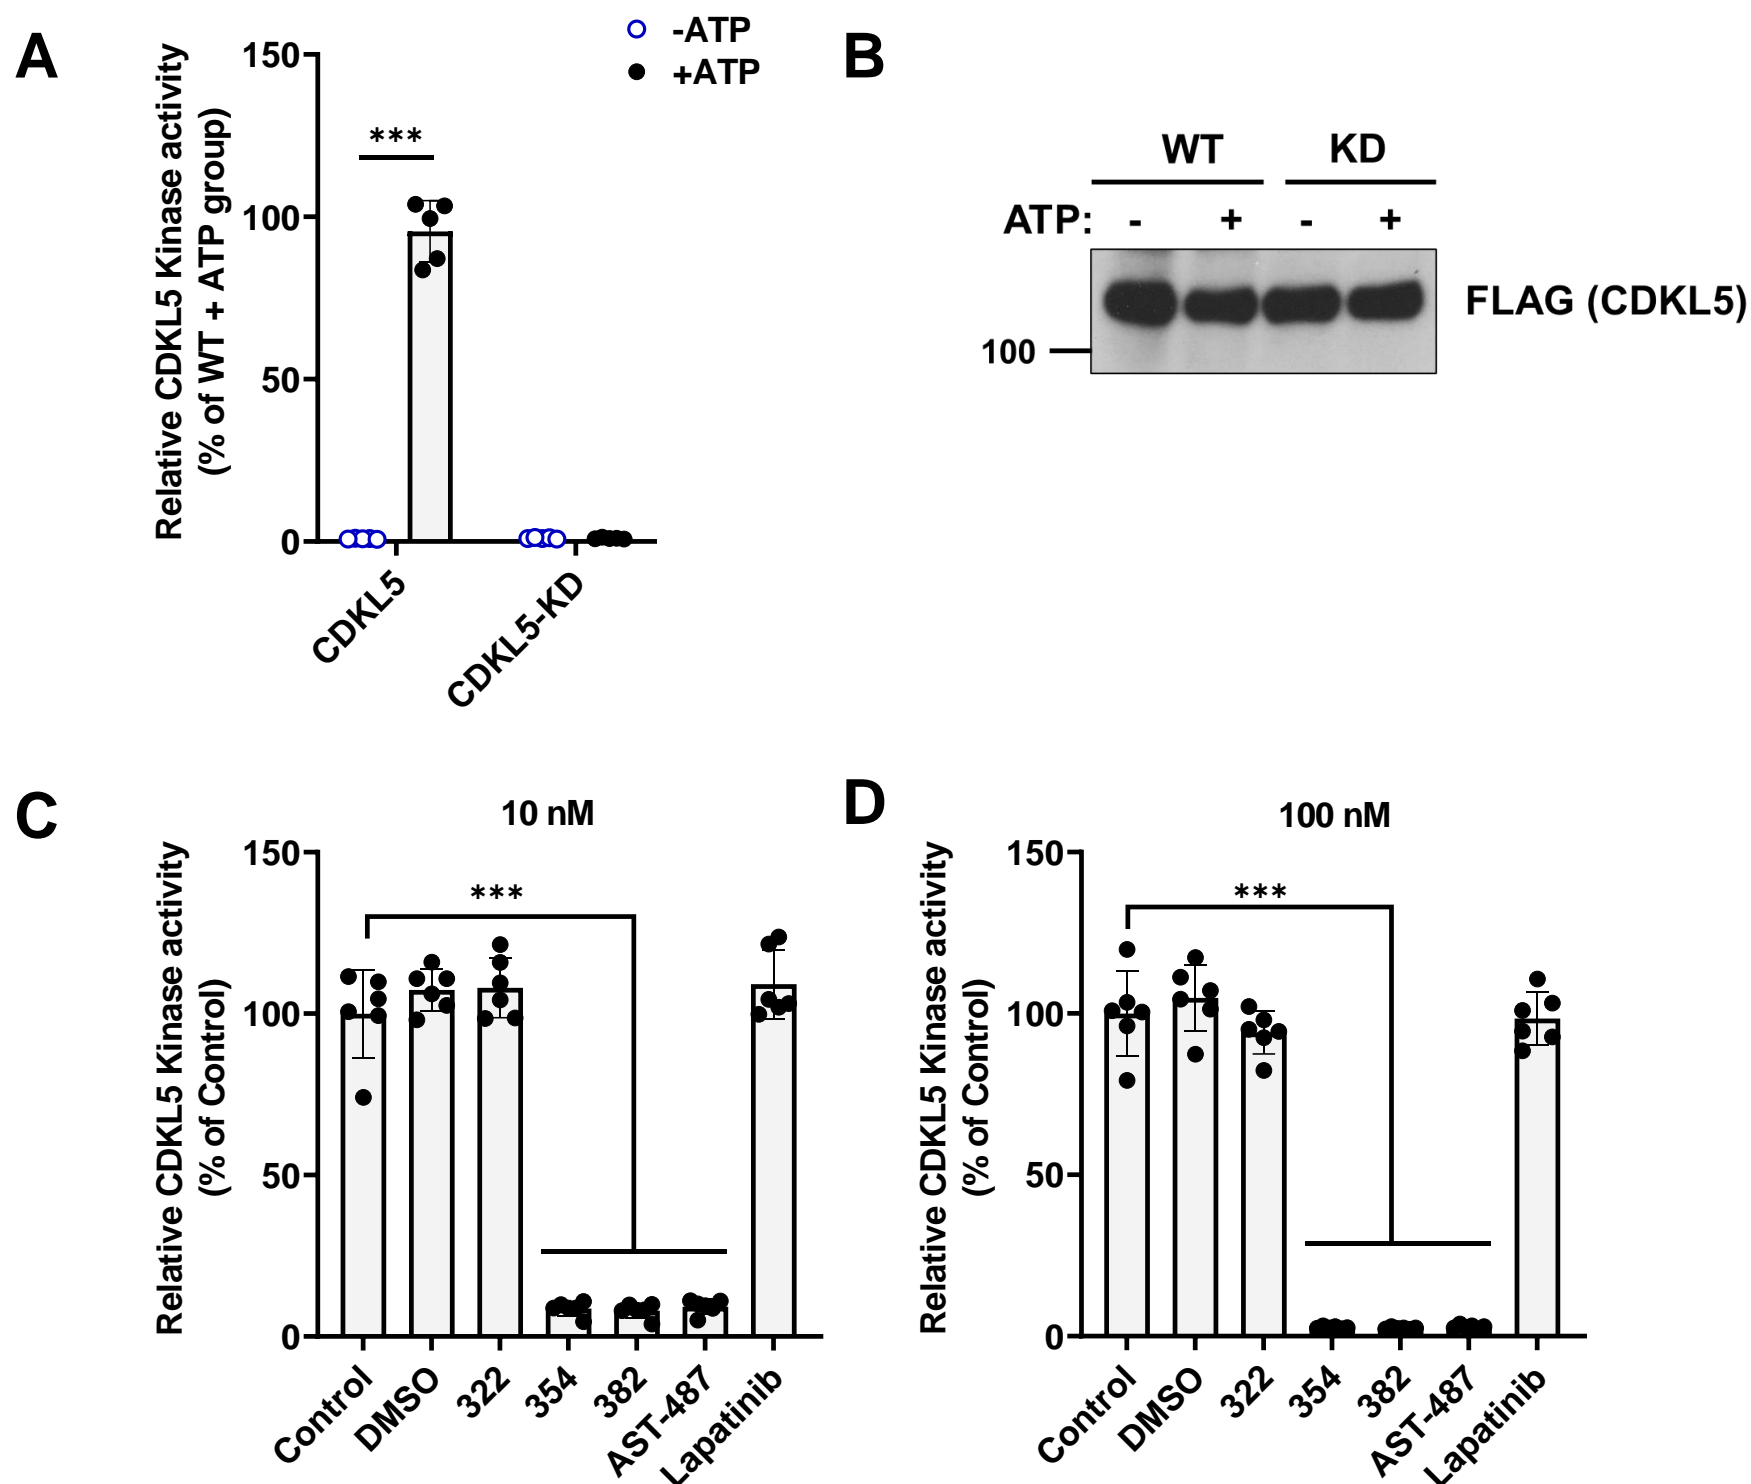 A
-ATP
+ATP
Relative CDKL5 Kinase activity
(% of WT + ATP group)
150
100
50
0
***
CDKL5
CDKL5-KD
B
WT KD
ATP: - + - +
FLAG (CDKL5)
100
C
10 nM
Relative CDKL5 Kinase activity
(% of Control)
150
100
50
0
***
Control
DMSO
322
354
382
AST-487
Lapatinib
D
100 nM
Relative CDKL5 Kinase activity
(% of Control)
150
100
50
0
***
Control
DMSO
322
354
382
AST-487
Lapatinib